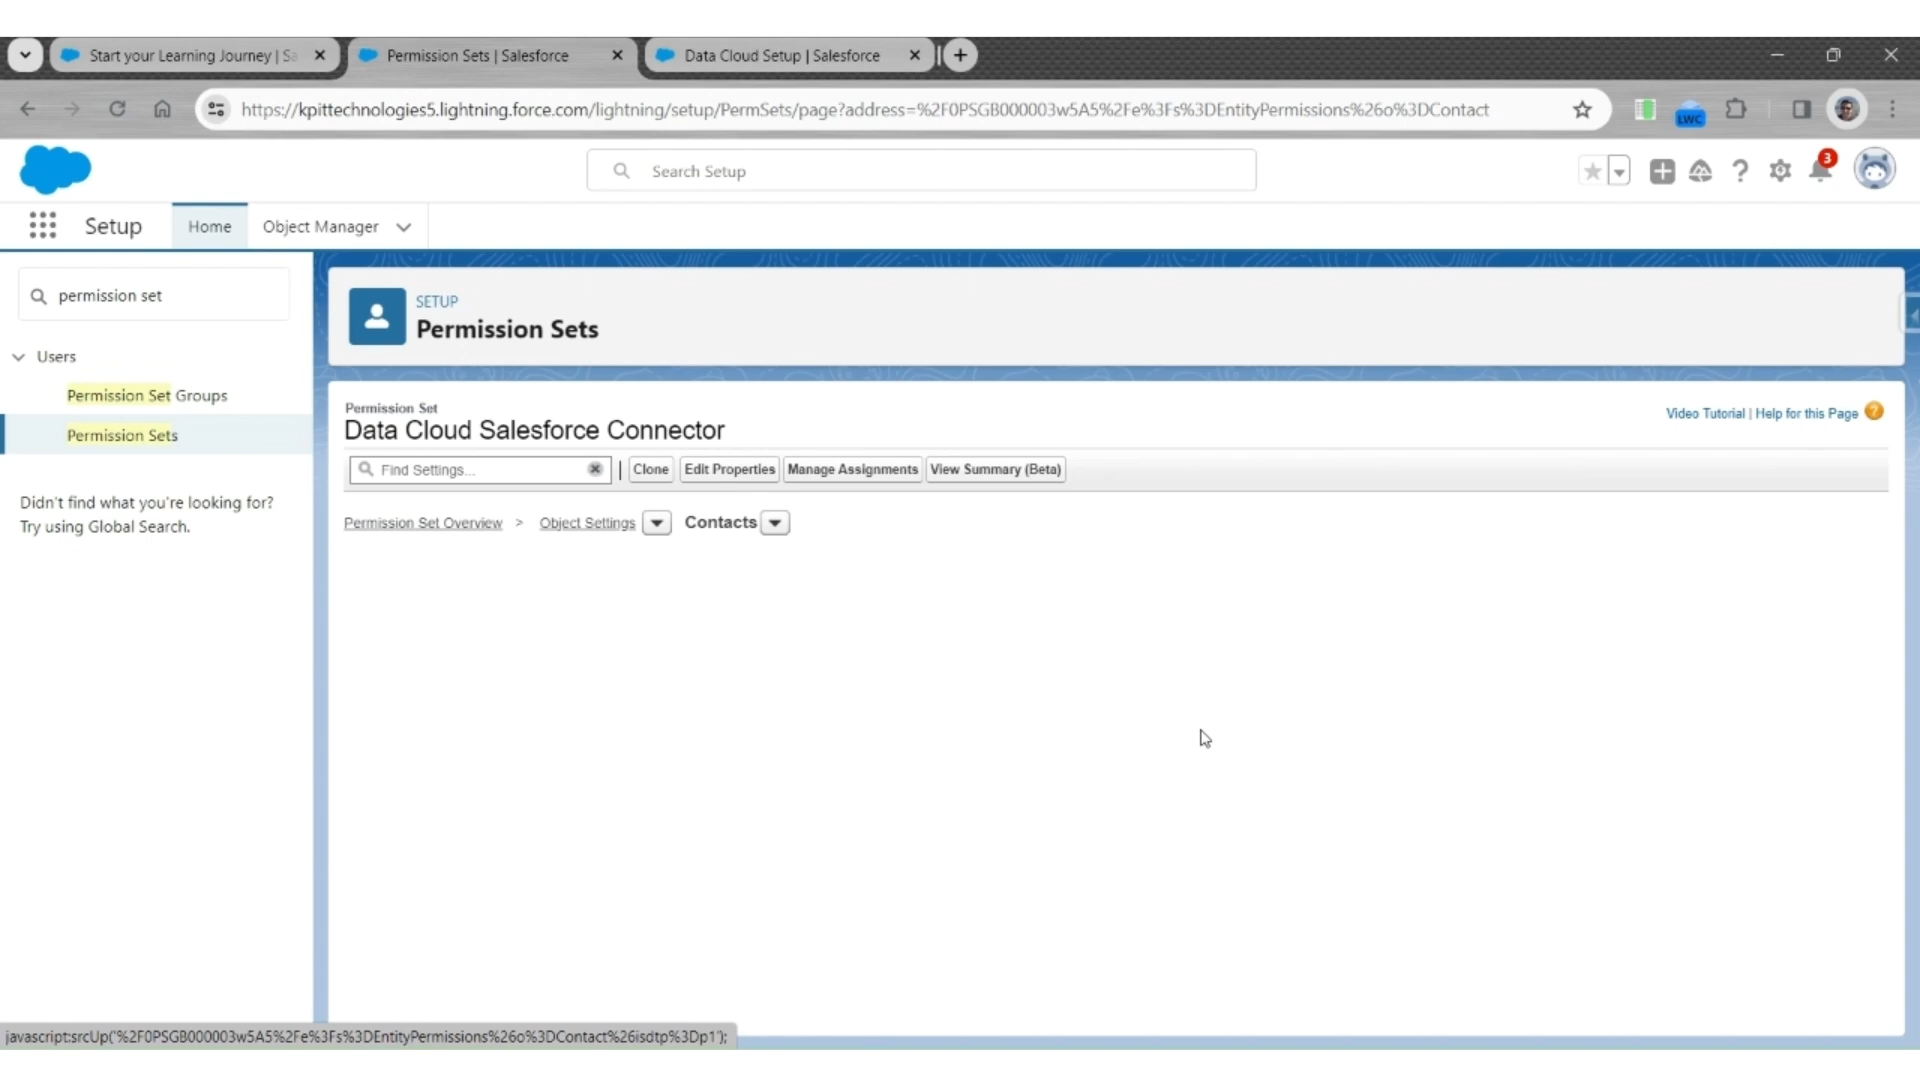 Start your Learning Journey | Sa
Permission Sets | Salesforce
Data Cloud Setup | Salesforce
https://kpittechnologies5.lightning.force.com/lightning/setup/PermSets/page?address=%2F0PSGB000003w5A5%2Fe%3Fs%3DEntityPermissions%26o%3DContact
LWC
Search Setup
3
Setup
Home
Object Manager
permission set
Users
Permission Set Groups
Permission Sets
Didn't find what you're looking for?
Try using Global Search.
SETUP
Permission Sets
Permission Set
Data Cloud Salesforce Connector
Video Tutorial | Help for this Page
Find Settings...
Clone
Edit Properties
Manage Assignments
View Summary (Beta)
Permission Set Overview > Object Settings Contacts
javascript:srcUp('%2F0PSGB000003w5A5%2Fe%3Fs%3DEntityPermissions%26o%3DContact%26isdtp%3Dp1');